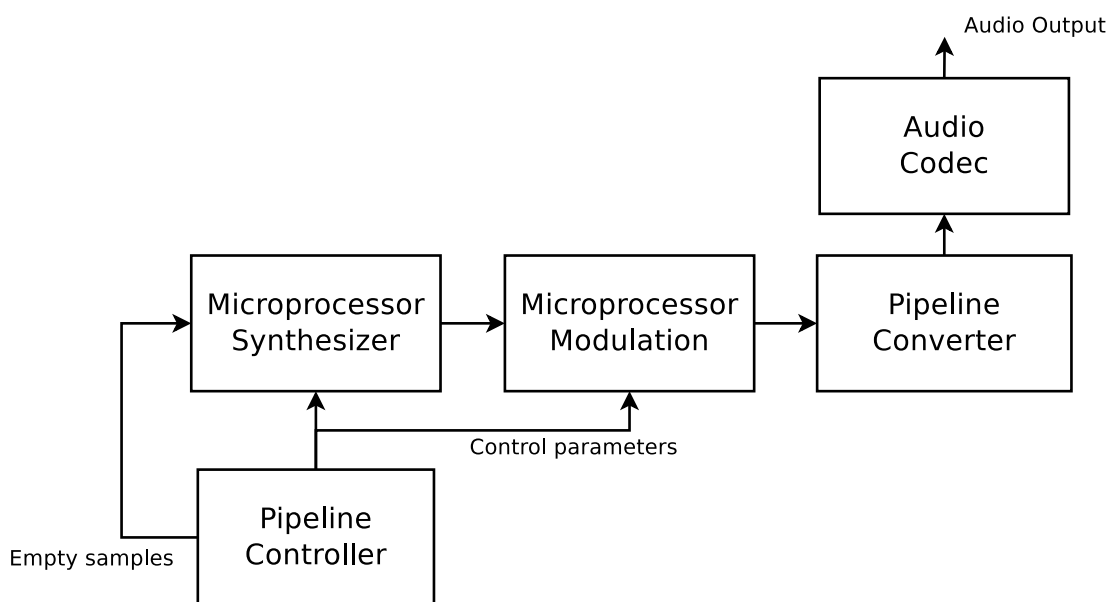 Audio Output
Audio
Codec
Microprocessor
Synthesizer
Microprocessor
Modulation
Pipeline
Converter
Control parameters
Pipeline
Controller
Empty samples